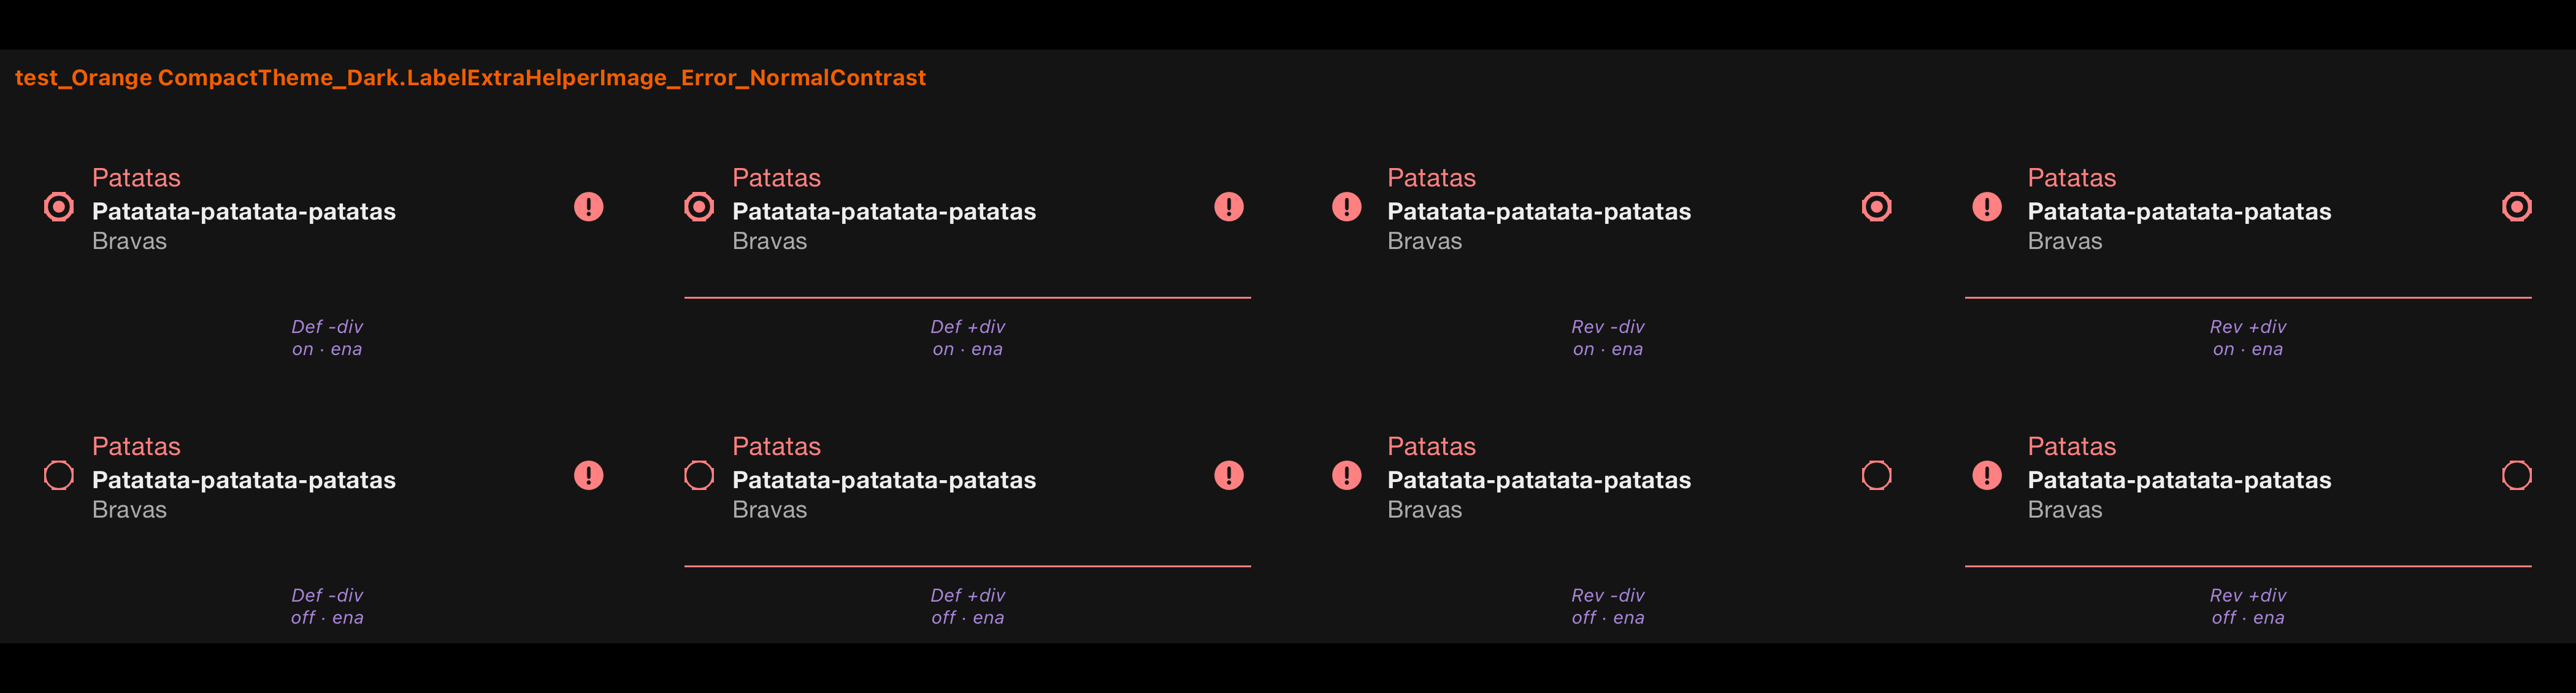 test_Orange CompactTheme_Dark.LabelExtraHelperImage_Error_NormalContrast
Patatas
Patatata-patatata-patatas
Bravas
Def -div
on · ena
Patatas
Patatata-patatata-patatas
Bravas
Def +div
on · ena
Patatas
Patatata-patatata-patatas
Bravas
Rev -div
on · ena
Patatas
Patatata-patatata-patatas
Bravas
Rev +div
on · ena
Patatas
Patatata-patatata-patatas
Bravas
Def -div
off · ena
Patatas
Patatata-patatata-patatas
Bravas
Def +div
off · ena
Patatas
Patatata-patatata-patatas
Bravas
Rev -div
off · ena
Patatas
Patatata-patatata-patatas
Bravas
Rev +div
off · ena